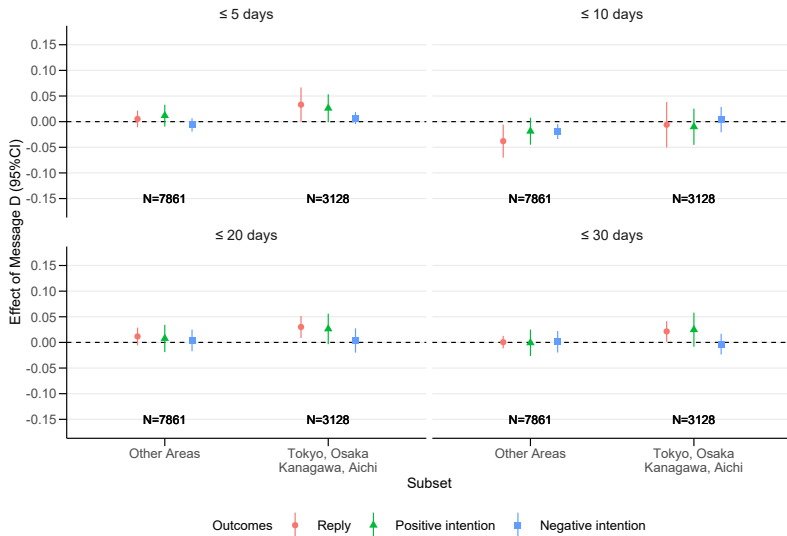 ≤ 5 days
≤ 10 days
Effect of Message D (95%CI)
0.15
0.10
0.05
0.00
-0.05
-0.10
-0.15
N=7861
N=3128
N=7861
N=3128
≤ 20 days
≤ 30 days
0.15
0.10
0.05
0.00
-0.05
-0.10
-0.15
N=7861
N=3128
N=7861
N=3128
Other Areas
Tokyo, Osaka
Kanagawa, Aichi
Other Areas
Tokyo, Osaka
Kanagawa, Aichi
Subset
Outcomes
Reply
Positive intention
Negative intention